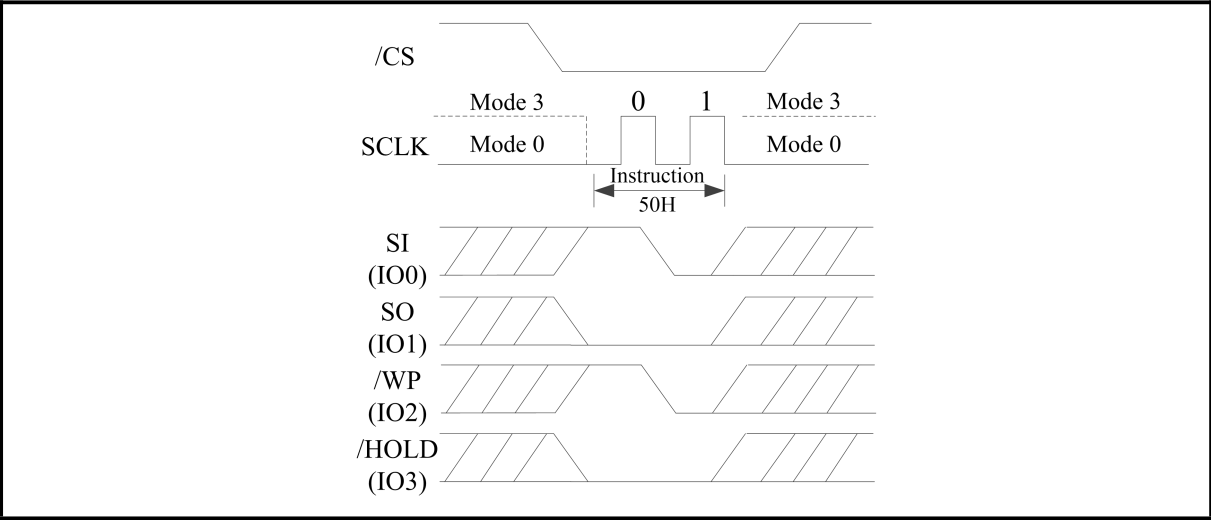 /CS
Mode 3 0 1 Mode 3
SCLK Mode 0 Mode 0
Instruction
50H
SI
(IO0)
SO
(IO1)
/WP
(IO2)
/HOLD
(IO3)